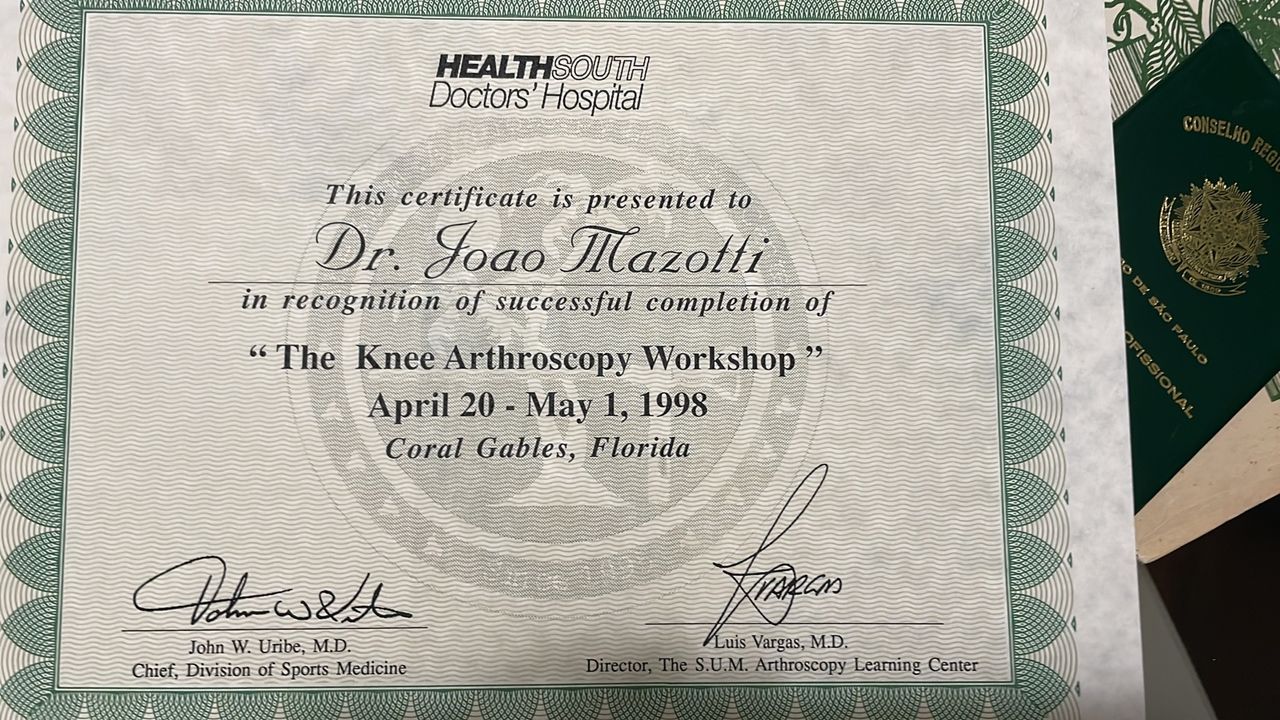 HEALTHSOUTH
Doctors' Hospital
This certificate is presented to
Dr. Joao Mazotti
in recognition of successful completion of
“ The Knee Arthroscopy Workshop ”
April 20 - May 1, 1998
Coral Gables, Florida
John W. Uribe, M.D.
Chief, Division of Sports Medicine
Luis Vargas, M.D.
Director, The S.U.M. Arthroscopy Learning Center
CONSELHO
DE SÃO PAULO